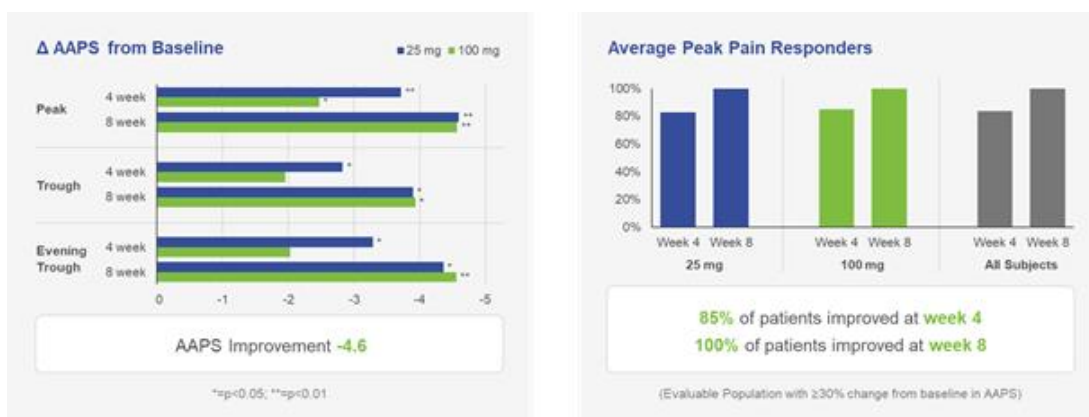 Δ AAPS from Baseline
25 mg 100 mg
Peak
4 week
**
*
8 week
**
**
Trough
4 week
*
8 week
*
*
Evening
Trough
4 week
*
8 week
*
**
0 -1 -2 -3 -4 -5
AAPS Improvement -4.6
*=p<0.05; **=p<0.01
Average Peak Pain Responders
100%
80%
60%
40%
20%
0%
Week 4 Week 8 Week 4 Week 8 Week 4 Week 8
25 mg 100 mg All Subjects
85% of patients improved at week 4
100% of patients improved at week 8
(Evaluable Population with ≥30% change from baseline in AAPS)